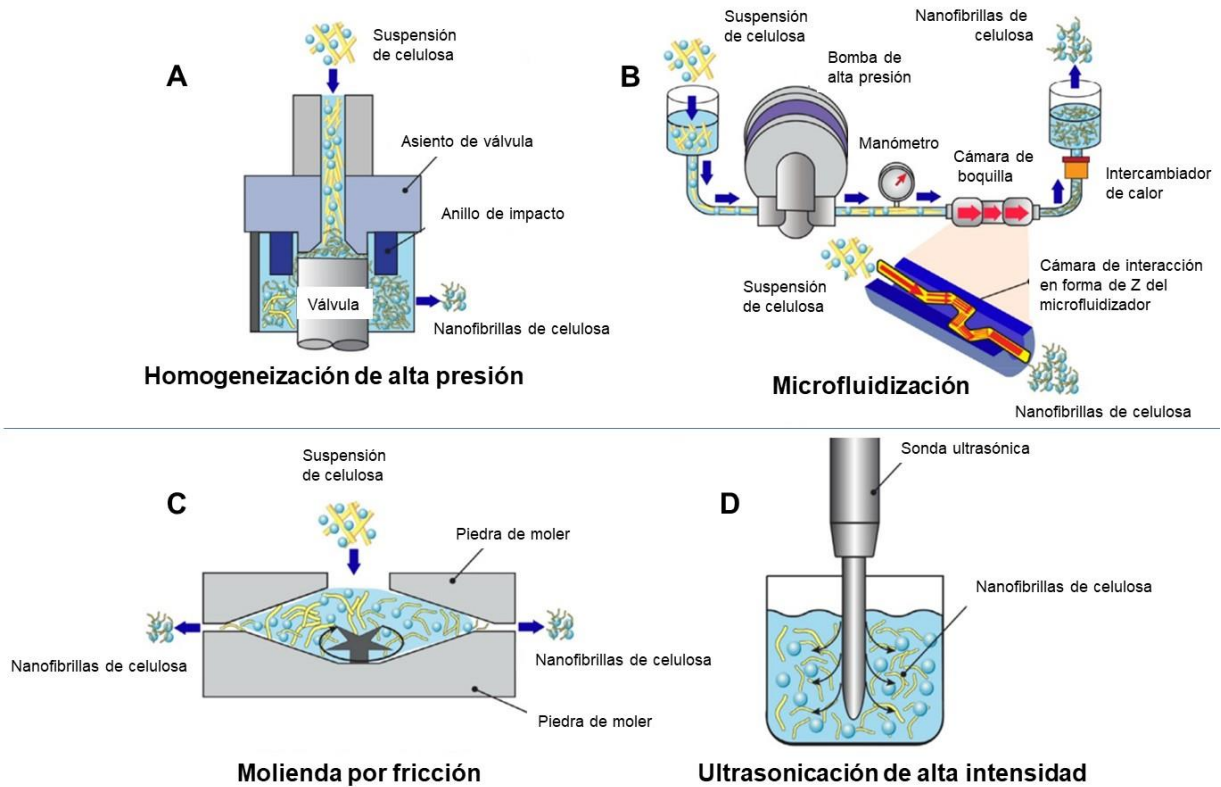 A
Suspensión
de celulosa
Asiento de válvula
Anillo de impacto
Válvula
Nanofibrillas de celulosa
Homogeneización de alta presión
B
Suspensión
de celulosa
Bomba de
alta presión
Manómetro
Cámara de
boquilla
Nanofibrillas de
celulosa
Intercambiador
de calor
Suspensión
de celulosa
Cámara de interacción
en forma de Z del
microfluidizador
Microfluidización
Nanofibrillas de celulosa
C
Suspensión
de celulosa
Piedra de moler
Nanofibrillas de celulosa
Nanofibrillas de celulosa
Piedra de moler
Molienda por fricción
D
Sonda ultrasónica
Nanofibrillas de celulosa
Ultrasonicación de alta intensidad